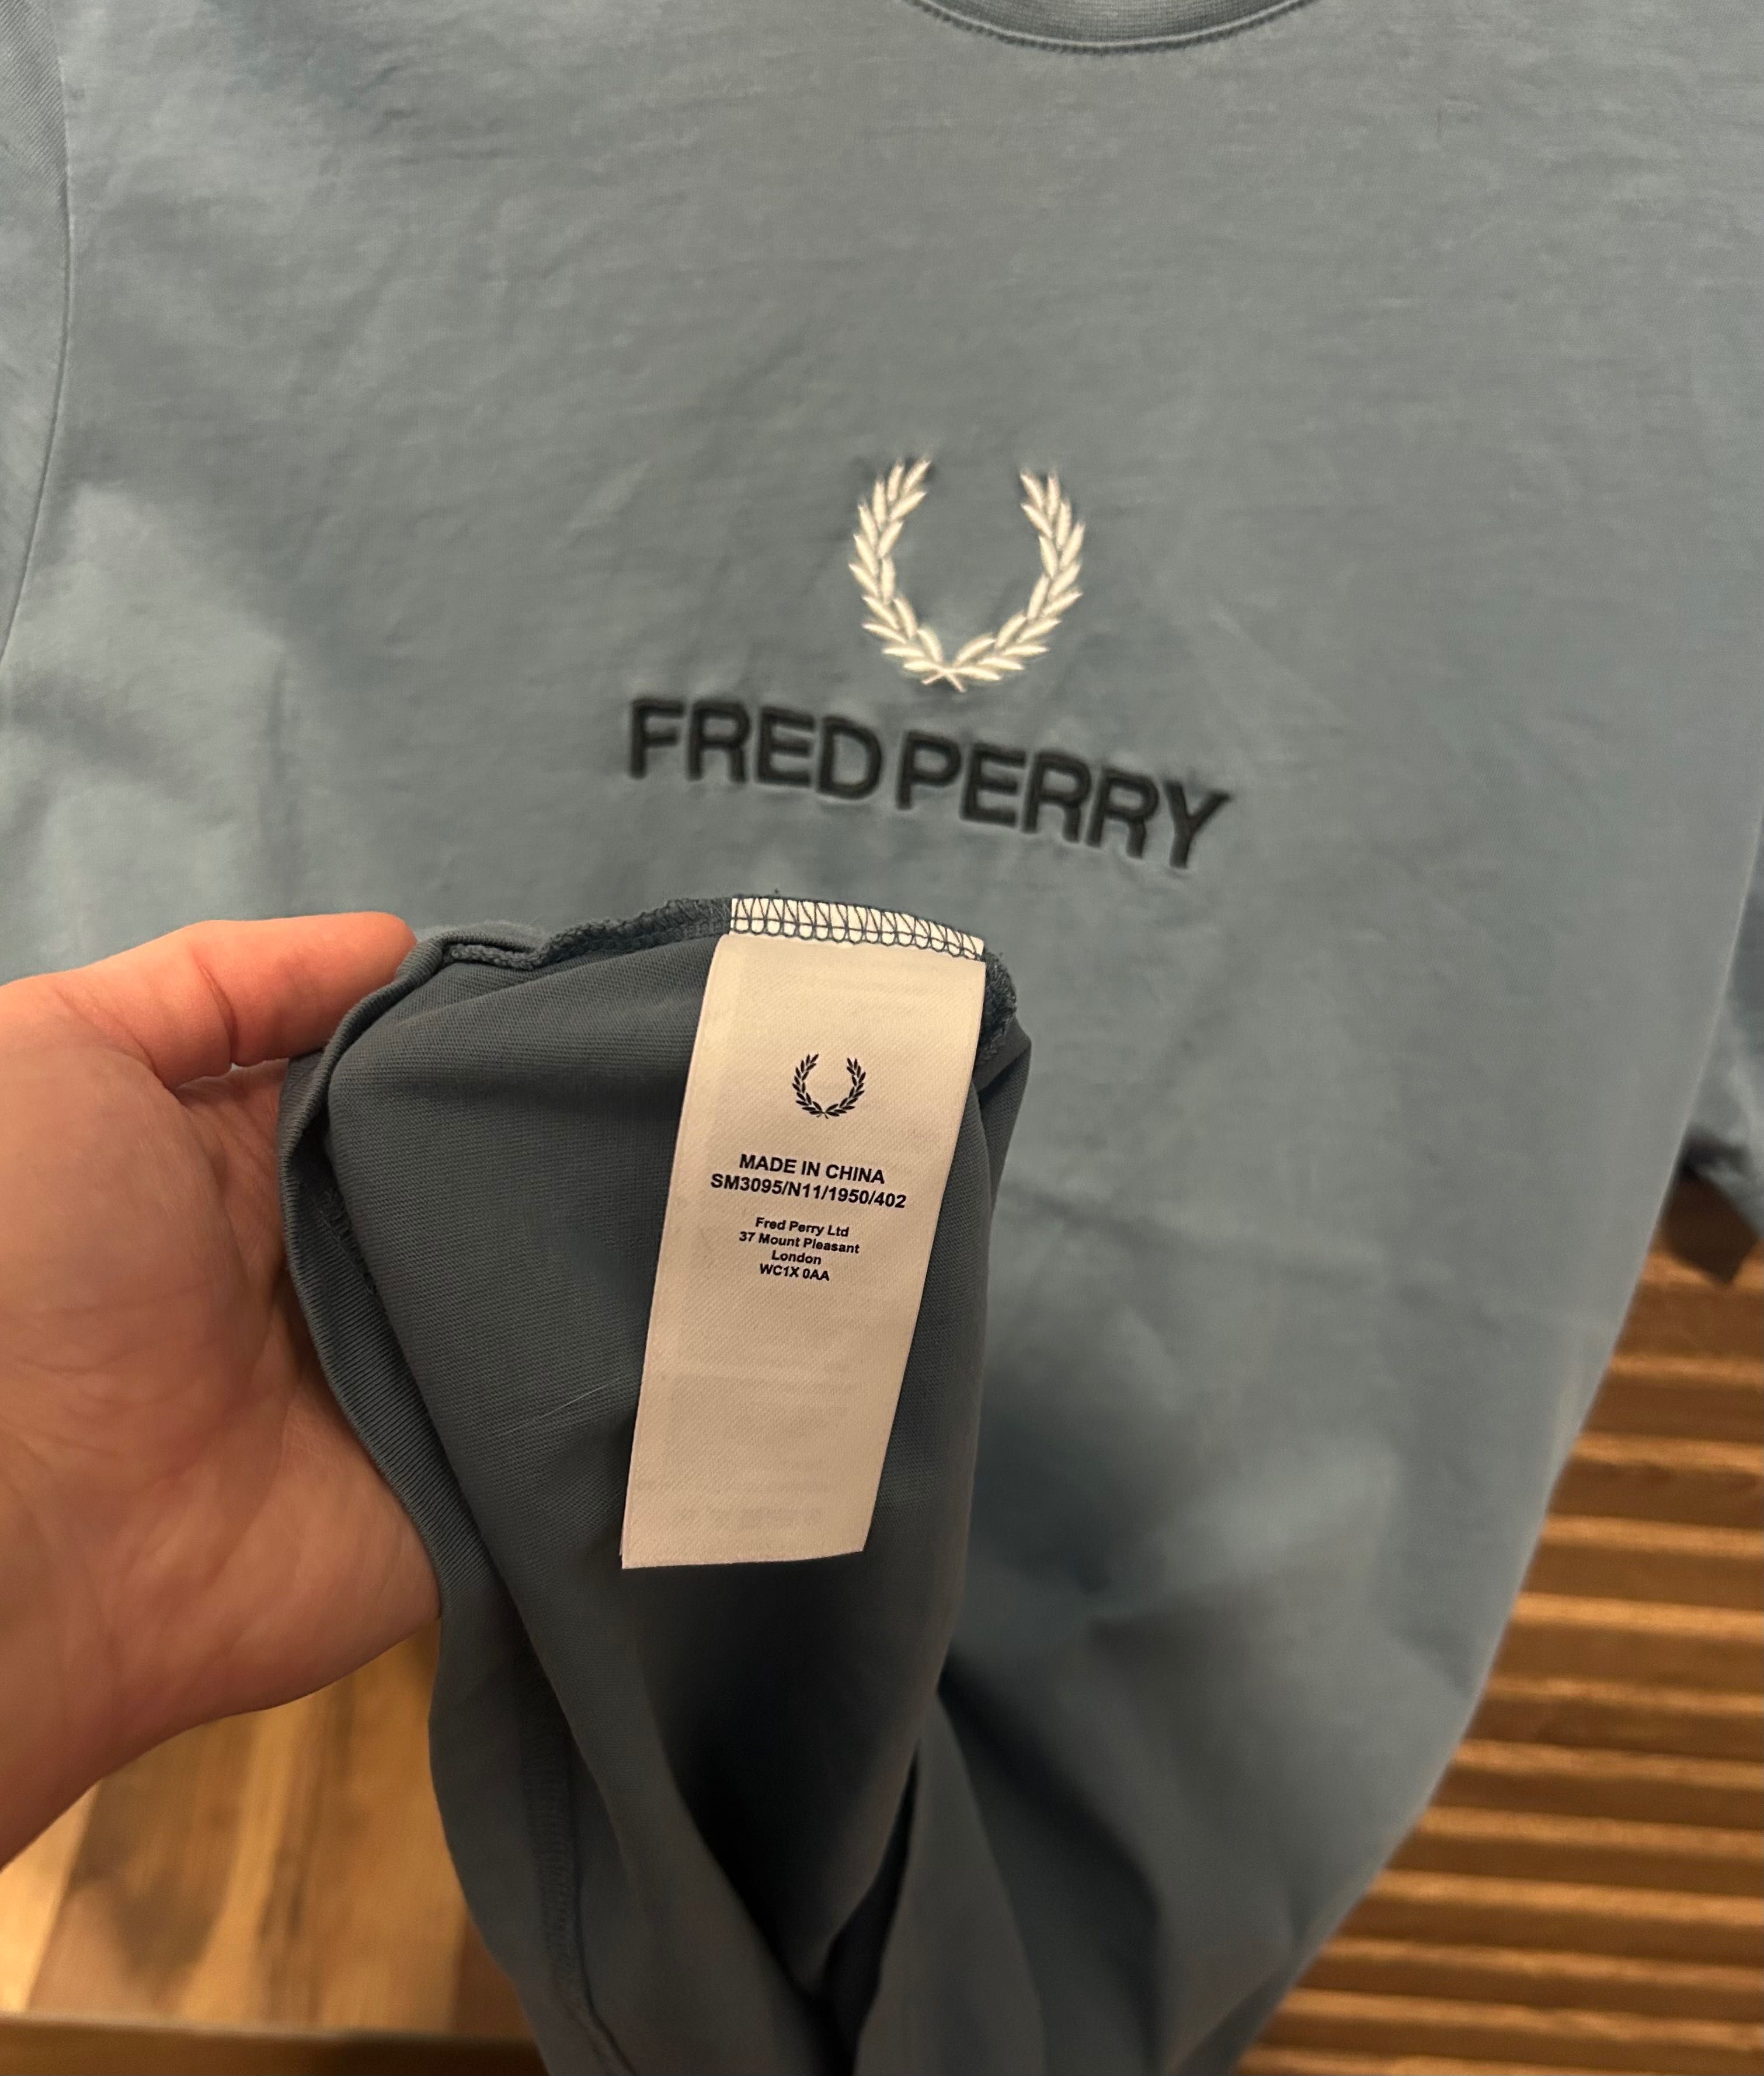 FRED PERRY
MADE IN CHINA
SM3095/N11/1950/402
Fred Perry Ltd
37 Mount Pleasant
London
WC1X 0AA